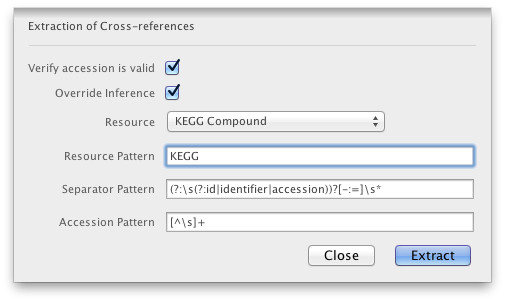 Extraction of Cross-references
Verify accession is valid
Override Inference
Resource KEGG Compound
Resource Pattern KEGG
Separator Pattern (?:\s(?:id|identifier|accession))?[-:=]\s*
Accession Pattern [^\s]+
Close Extract